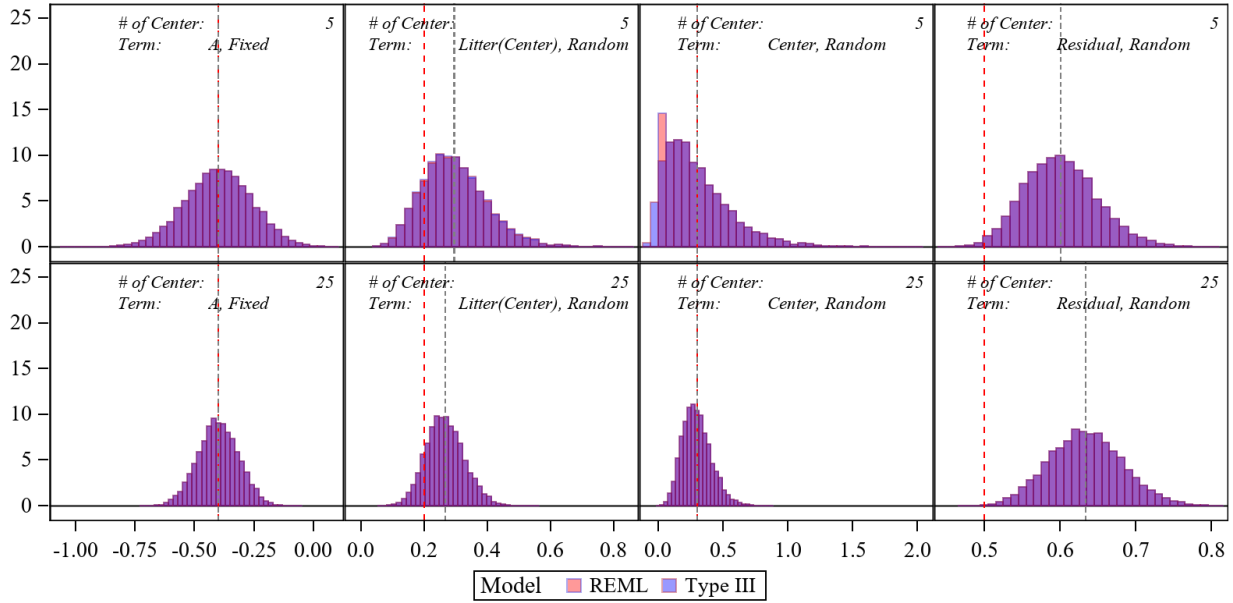 25
20
15
10
5
0
# of Center: 5
Term: A, Fixed
# of Center: 5
Term: Litter(Center), Random
# of Center: 5
Term: Center, Random
# of Center: 5
Term: Residual, Random
25
20
15
10
5
0
# of Center: 25
Term: A, Fixed
# of Center: 25
Term: Litter(Center), Random
# of Center: 25
Term: Center, Random
# of Center: 25
Term: Residual, Random
-1.00 -0.75 -0.50 -0.25 0.00
0.0 0.2 0.4 0.6 0.8
0.0 0.5 1.0 1.5 2.0
0.5 0.6 0.7 0.8
Model REML Type III